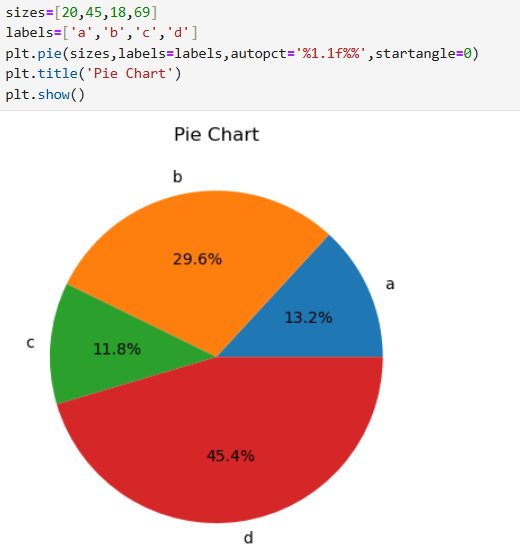 sizes=[20,45,18,69]
labels=['a','b','c','d']
plt.pie(sizes,labels=labels,autopct='%1.1f%%',startangle=0)
plt.title('Pie Chart')
plt.show()
Pie Chart
b
29.6%
a
13.2%
c
11.8%
45.4%
d